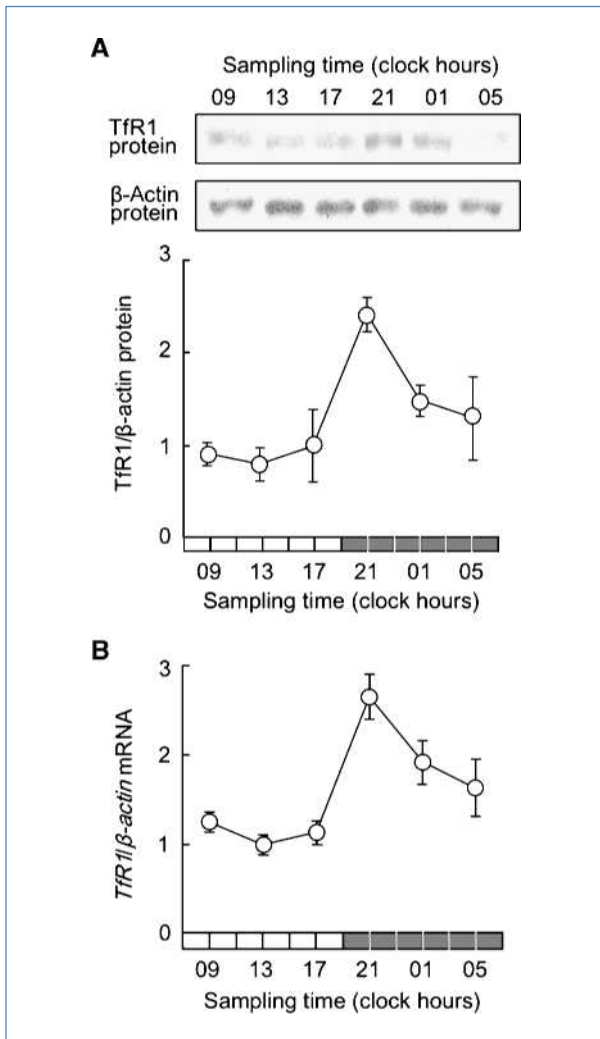 A
Sampling time (clock hours)
09 13 17 21 01 05
TfR1
protein
β-Actin
protein
3
2
1
0
TfR1/β-actin protein
09 13 17 21 01 05
Sampling time (clock hours)
B
3
2
1
0
TfR1/β-actin mRNA
09 13 17 21 01 05
Sampling time (clock hours)